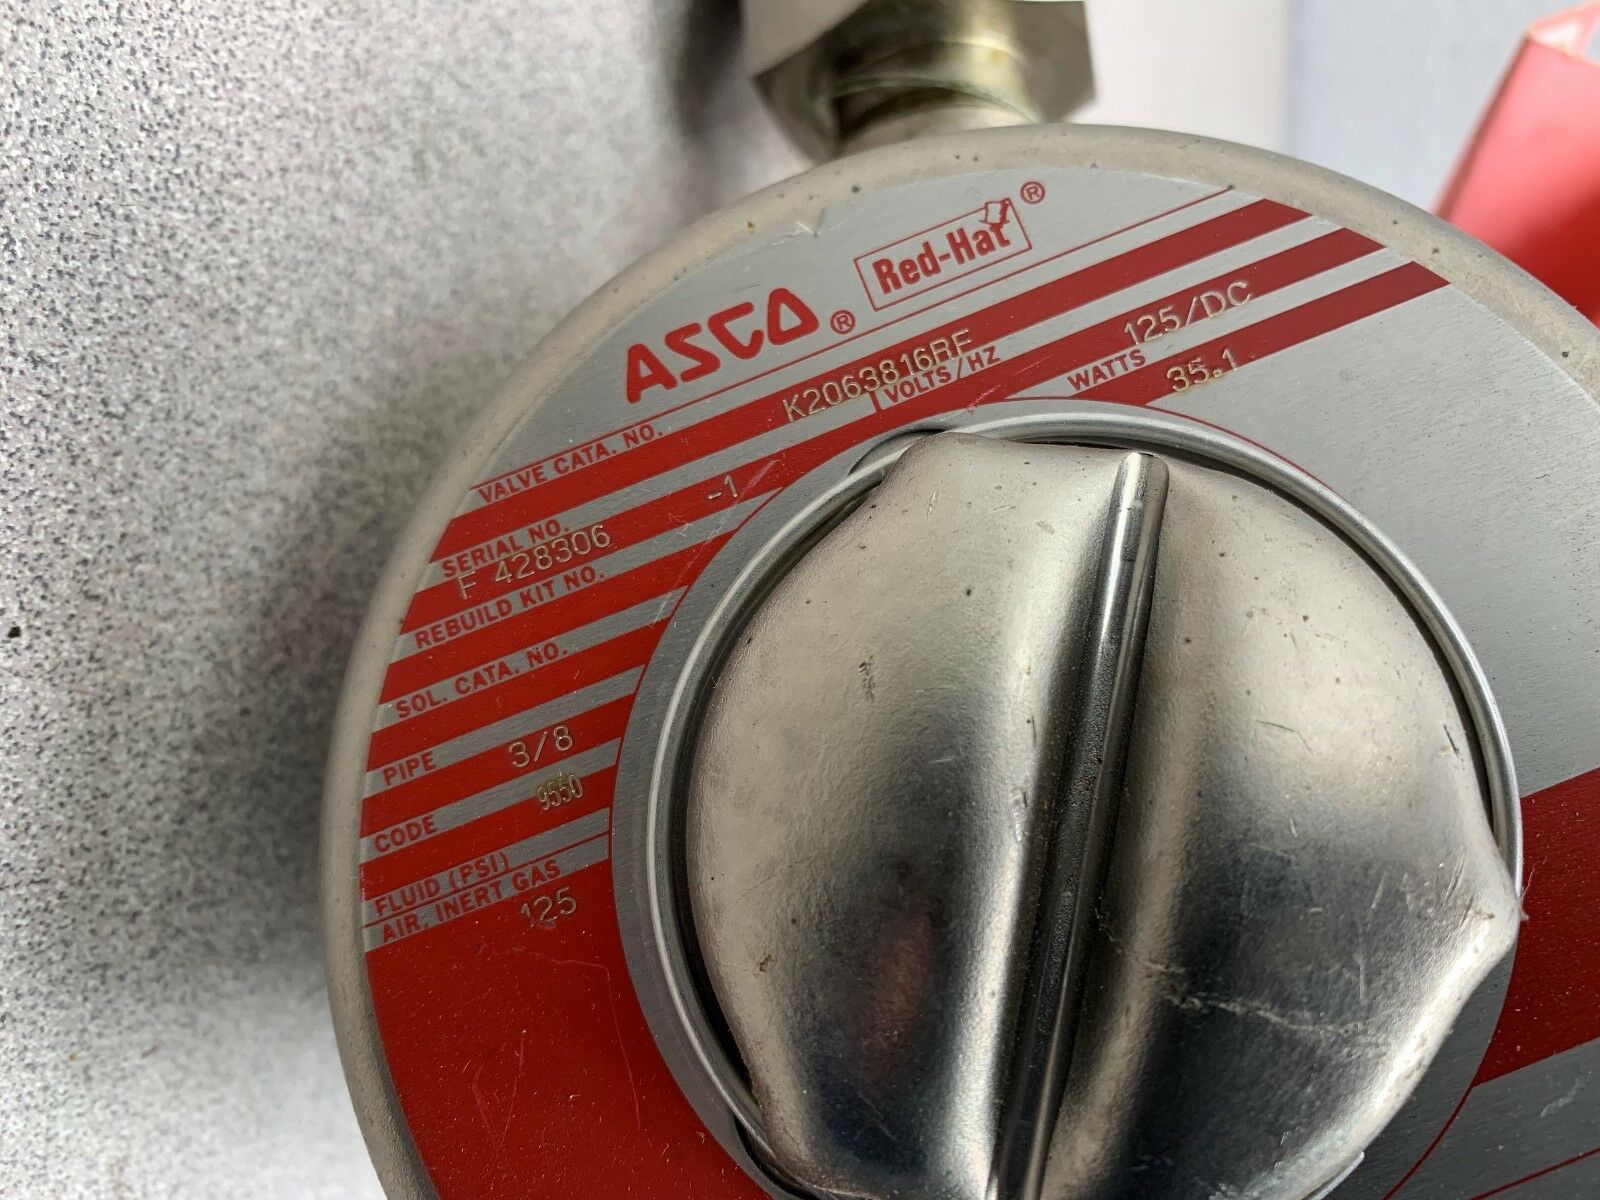 ASCO® Red-Hat®
VALVE CATA. NO. K2063816RF
VOLTS/HZ 125/DC
SERIAL NO. -1
F 428306
WATTS 35.1
REBUILD KIT NO.
SOL. CATA. NO.
PIPE 3/8
CODE 9550
FLUID (PSI)
AIR, INERT GAS 125